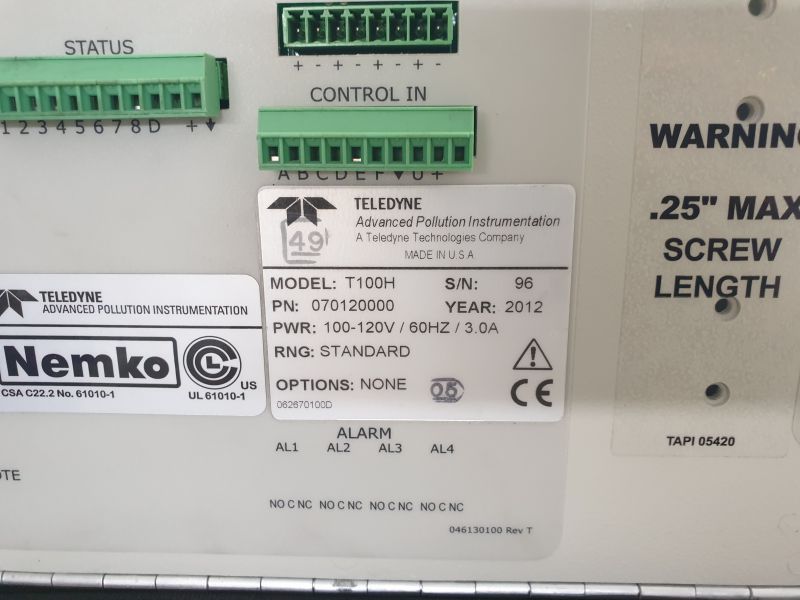 STATUS
+ - + - + - + -
CONTROL IN
1 2 3 4 5 6 7 8 D +
A B C D E F U +
WARNING
.25" MAX
SCREW
LENGTH
TAPI 05420
TELEDYNE
Advanced Pollution Instrumentation
A Teledyne Technologies Company
MADE IN U.S.A
49
MODEL: T100H S/N: 96
PN: 070120000 YEAR: 2012
PWR: 100-120V / 60HZ / 3.0A
RNG: STANDARD
OPTIONS: NONE 05
062670100D
CE
TELEDYNE
ADVANCED POLLUTION INSTRUMENTATION
Nemko
CL
US
CSA C22.2 No. 61010-1 UL 61010-1
ALARM
AL1 AL2 AL3 AL4
OTE
NO C NC NO C NC NO C NC NO C NC
046130100 Rev T